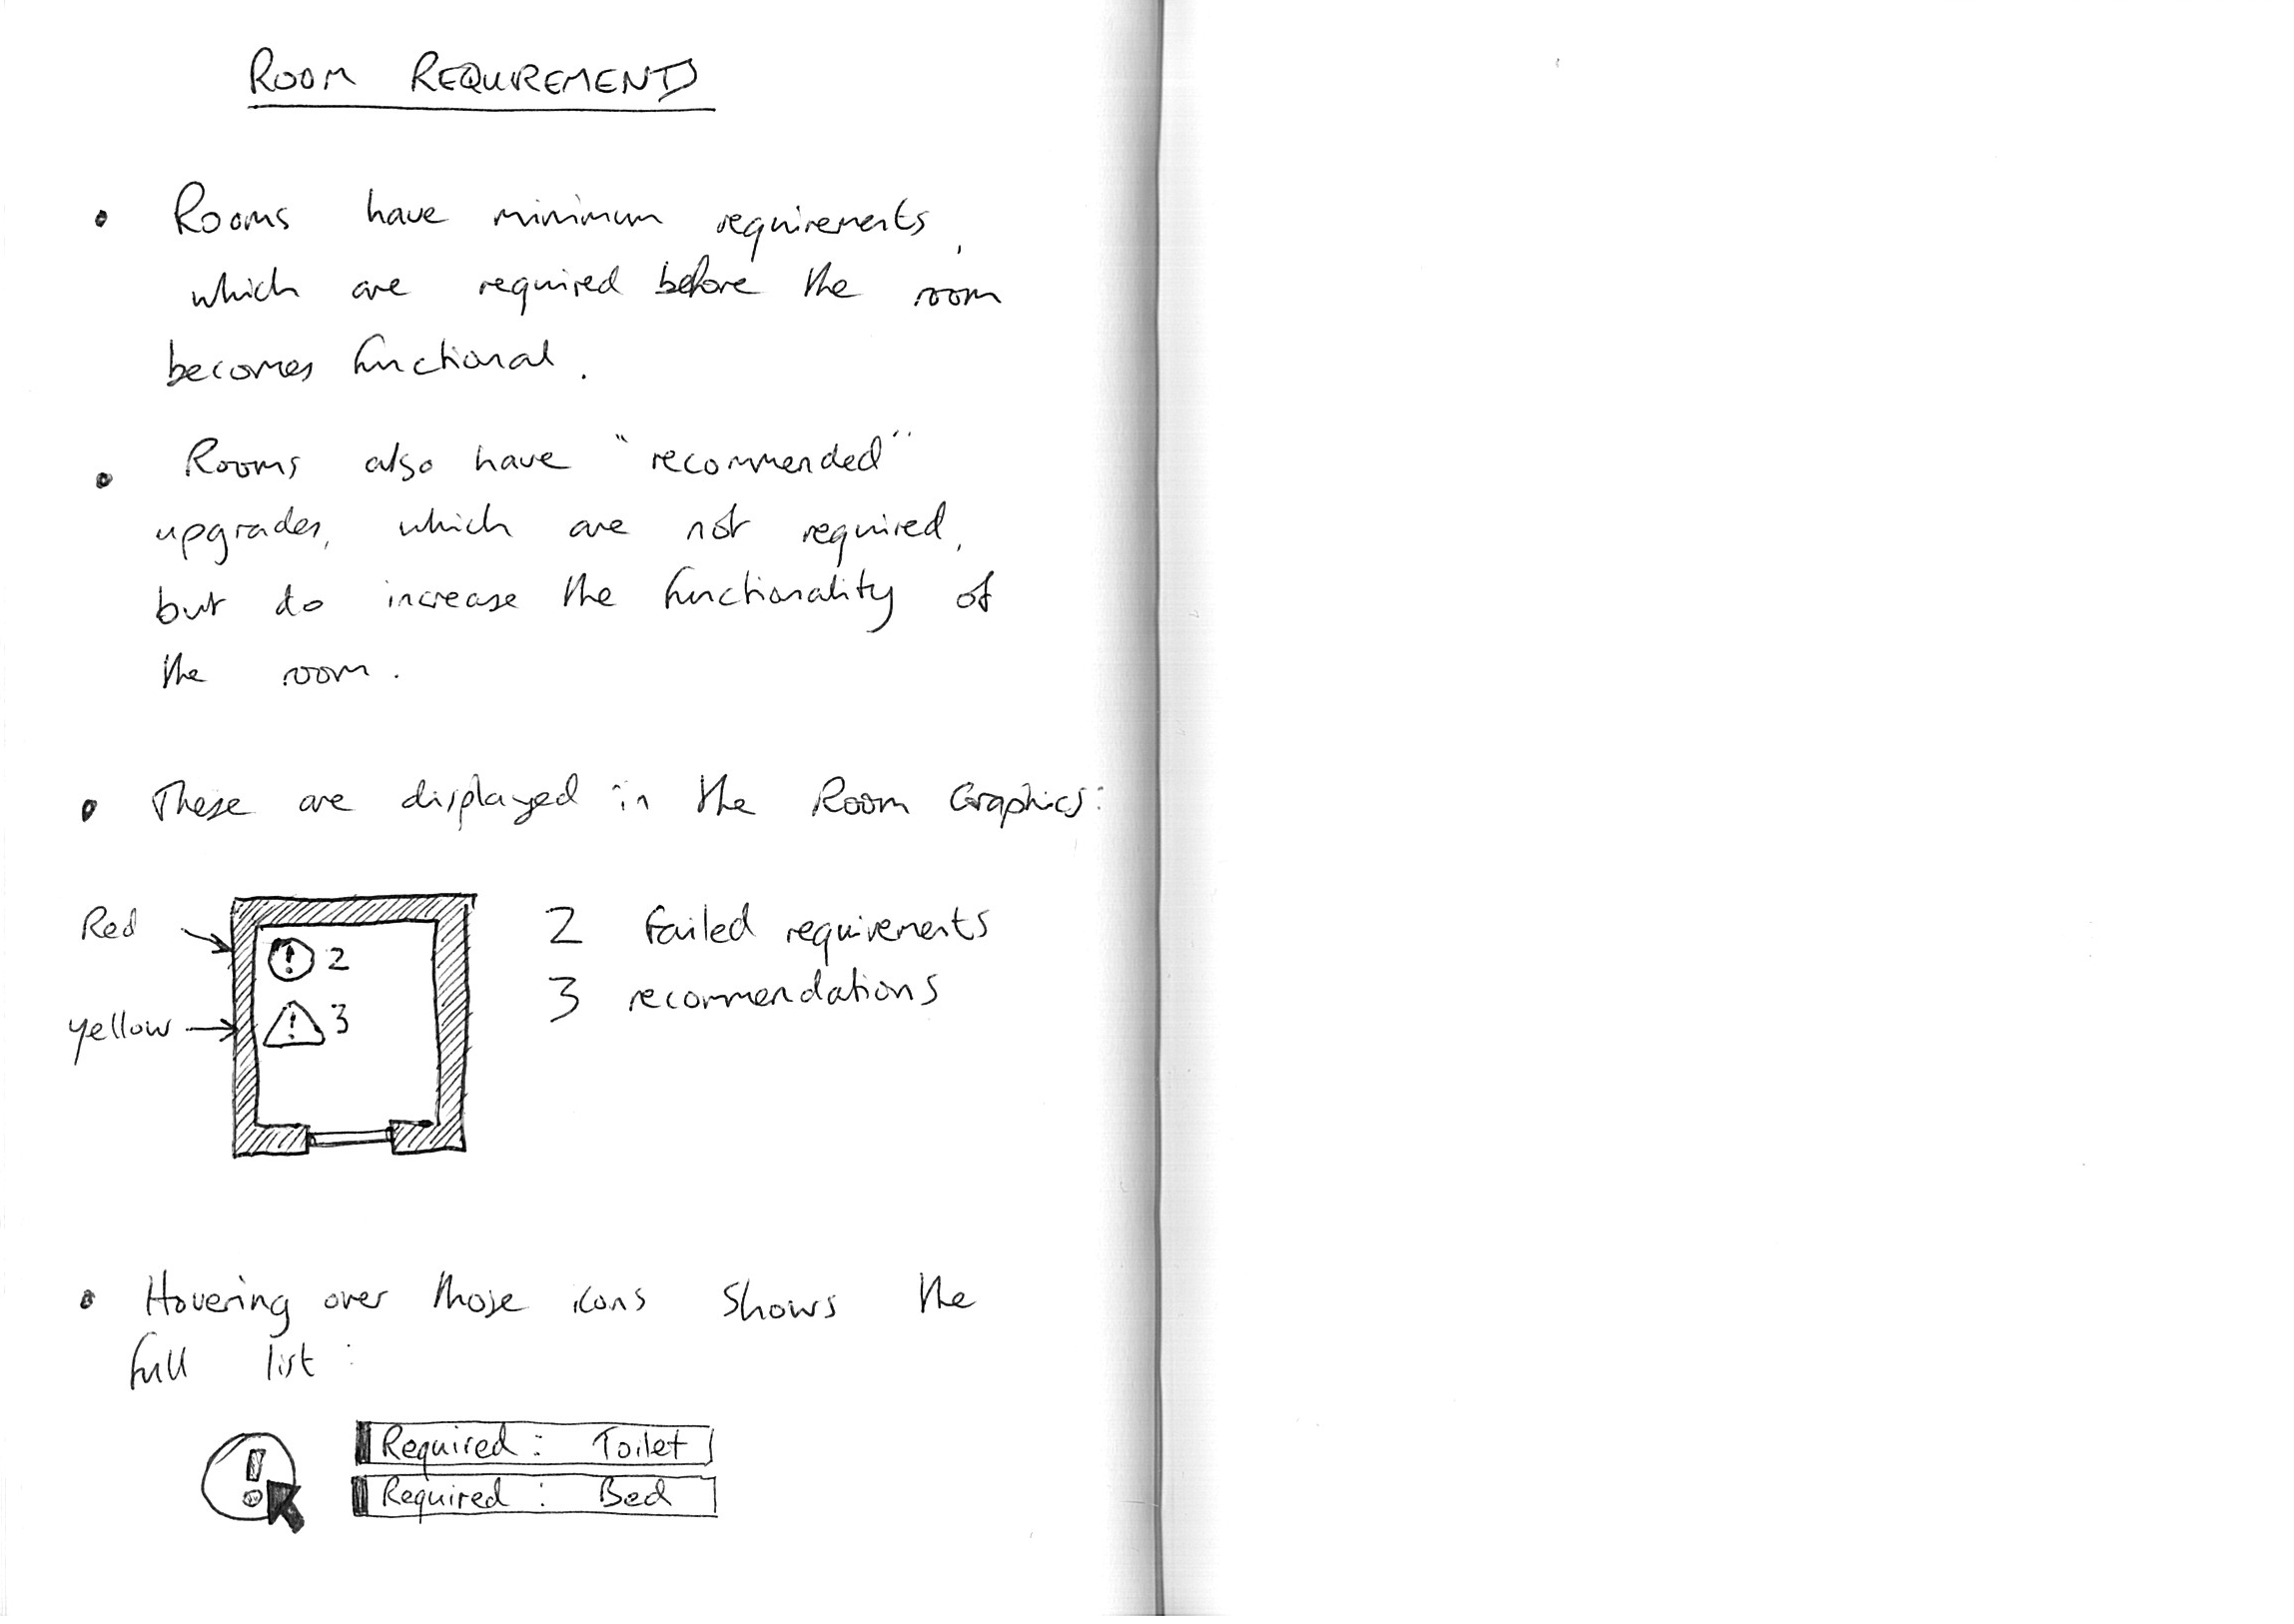 ROOM REQUIREMENTS
• Rooms have minimum requirements,
which are required before the room
becomes functional.
• Rooms also have "recommended"
upgrades, which are not required,
but do increase the functionality of
the room.
• These are displayed in the Room Graphics:
Red
! 2
2 failed requirements
yellow
! 3
3 recommendations
• Hovering over those icons shows the
full list:
!
Required: Toilet
Required: Bed